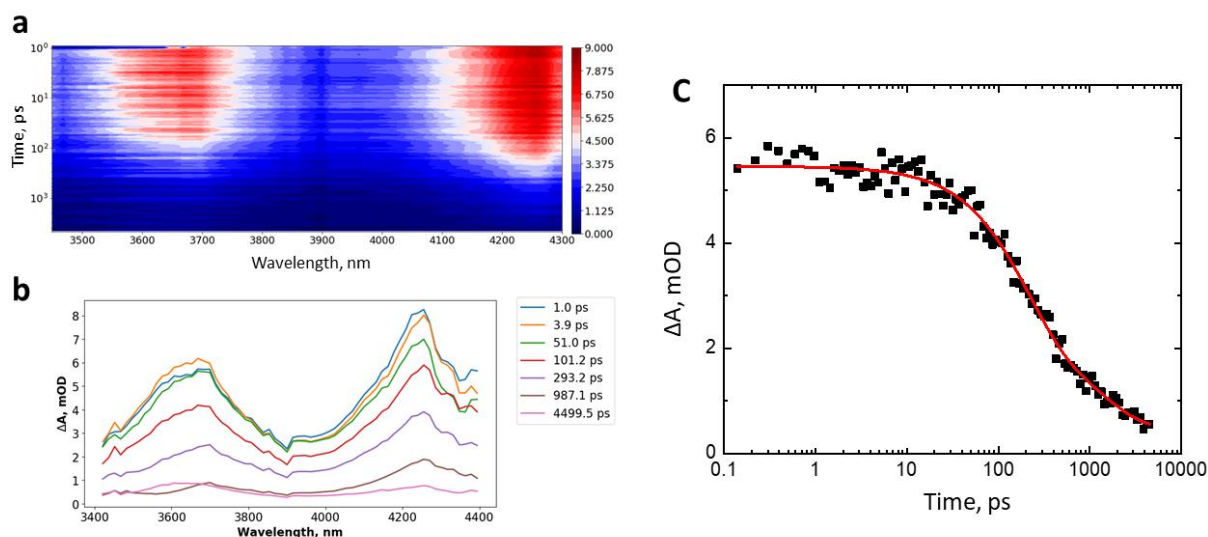 a
Time, ps
10⁰
10¹
10²
10³
3500 3600 3700 3800 3900 4000 4100 4200 4300
Wavelength, nm
9.000
7.875
6.750
5.625
4.500
3.375
2.250
1.125
0.000
b
ΔA, mOD
8
7
6
5
4
3
2
1
0
3400 3600 3800 4000 4200 4400
Wavelength, nm
1.0 ps
3.9 ps
51.0 ps
101.2 ps
293.2 ps
987.1 ps
4499.5 ps
C
ΔA, mOD
6
4
2
0
0.1 1 10 100 1000 10000
Time, ps